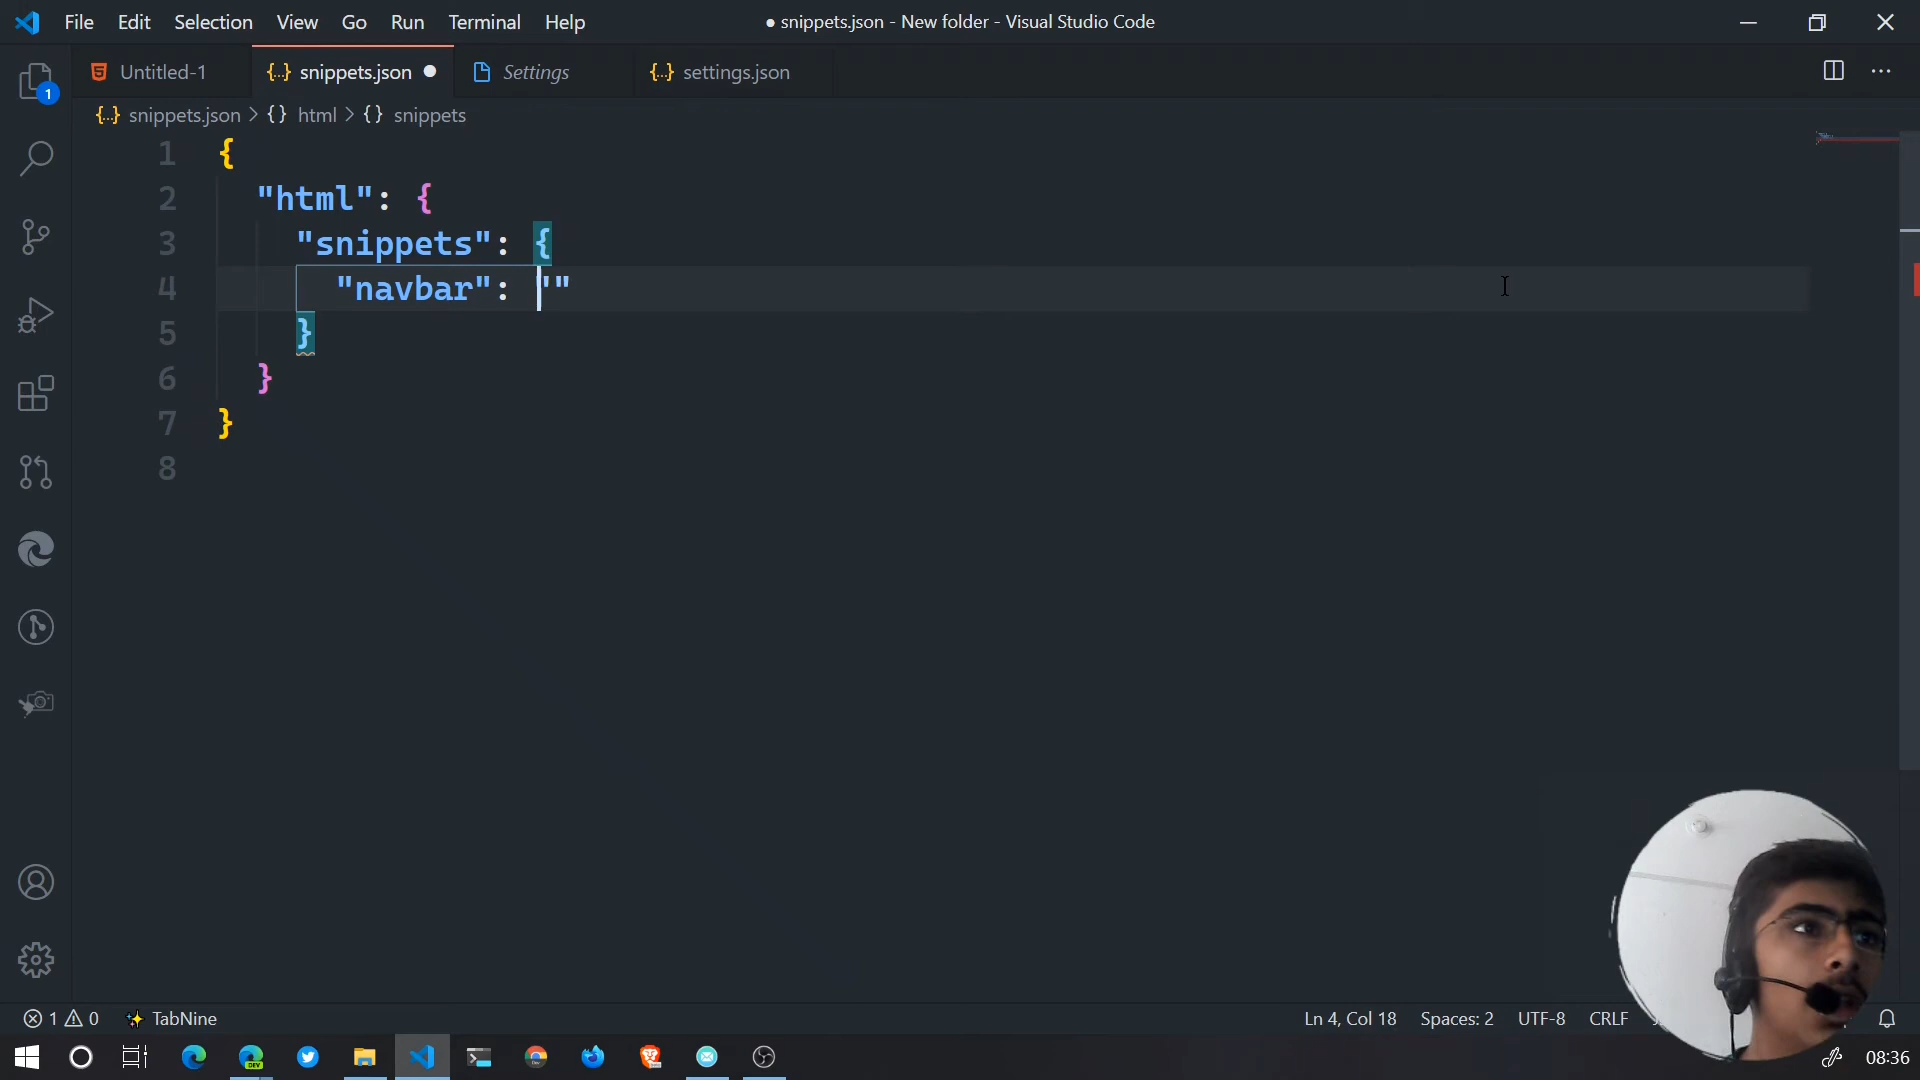 File Edit Selection View Go Run Terminal Help
● snippets.json - New folder - Visual Studio Code
1
Untitled-1
{..} snippets.json ●
Settings
{..} settings.json
{..} snippets.json > {} html > {} snippets
1 {
2 "html": {
3 "snippets": {
4 "navbar": ""
5 }
6 }
7 }
8
1 0 TabNine
Ln 4, Col 18 Spaces: 2 UTF-8 CRLF
DEV
08:36